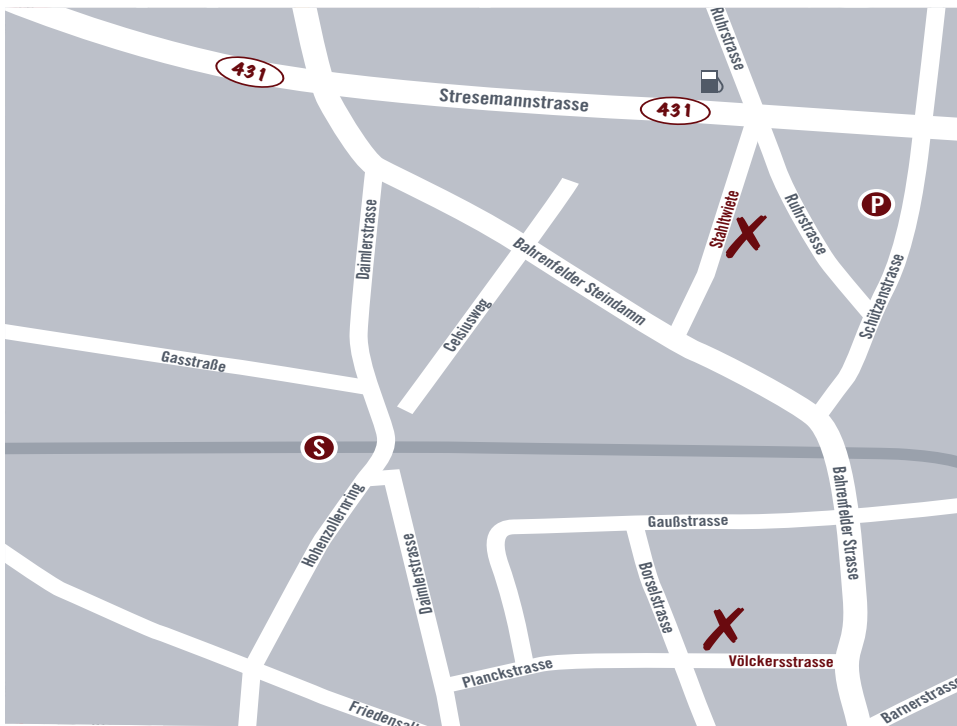 Ruhrstrasse
431
Stresemannstrasse
431
Stahltwiete
Ruhrstrasse
P
Daimlerstrasse
Bahrenfelder Steindamm
Schützenstrasse
Celsiusweg
Gasstraße
S
Hohenzollernring
Daimlerstrasse
Gaußstrasse
Bahrenfelder Strasse
Borselstrasse
Planckstrasse
Völckersstrasse
Barnerstrasse